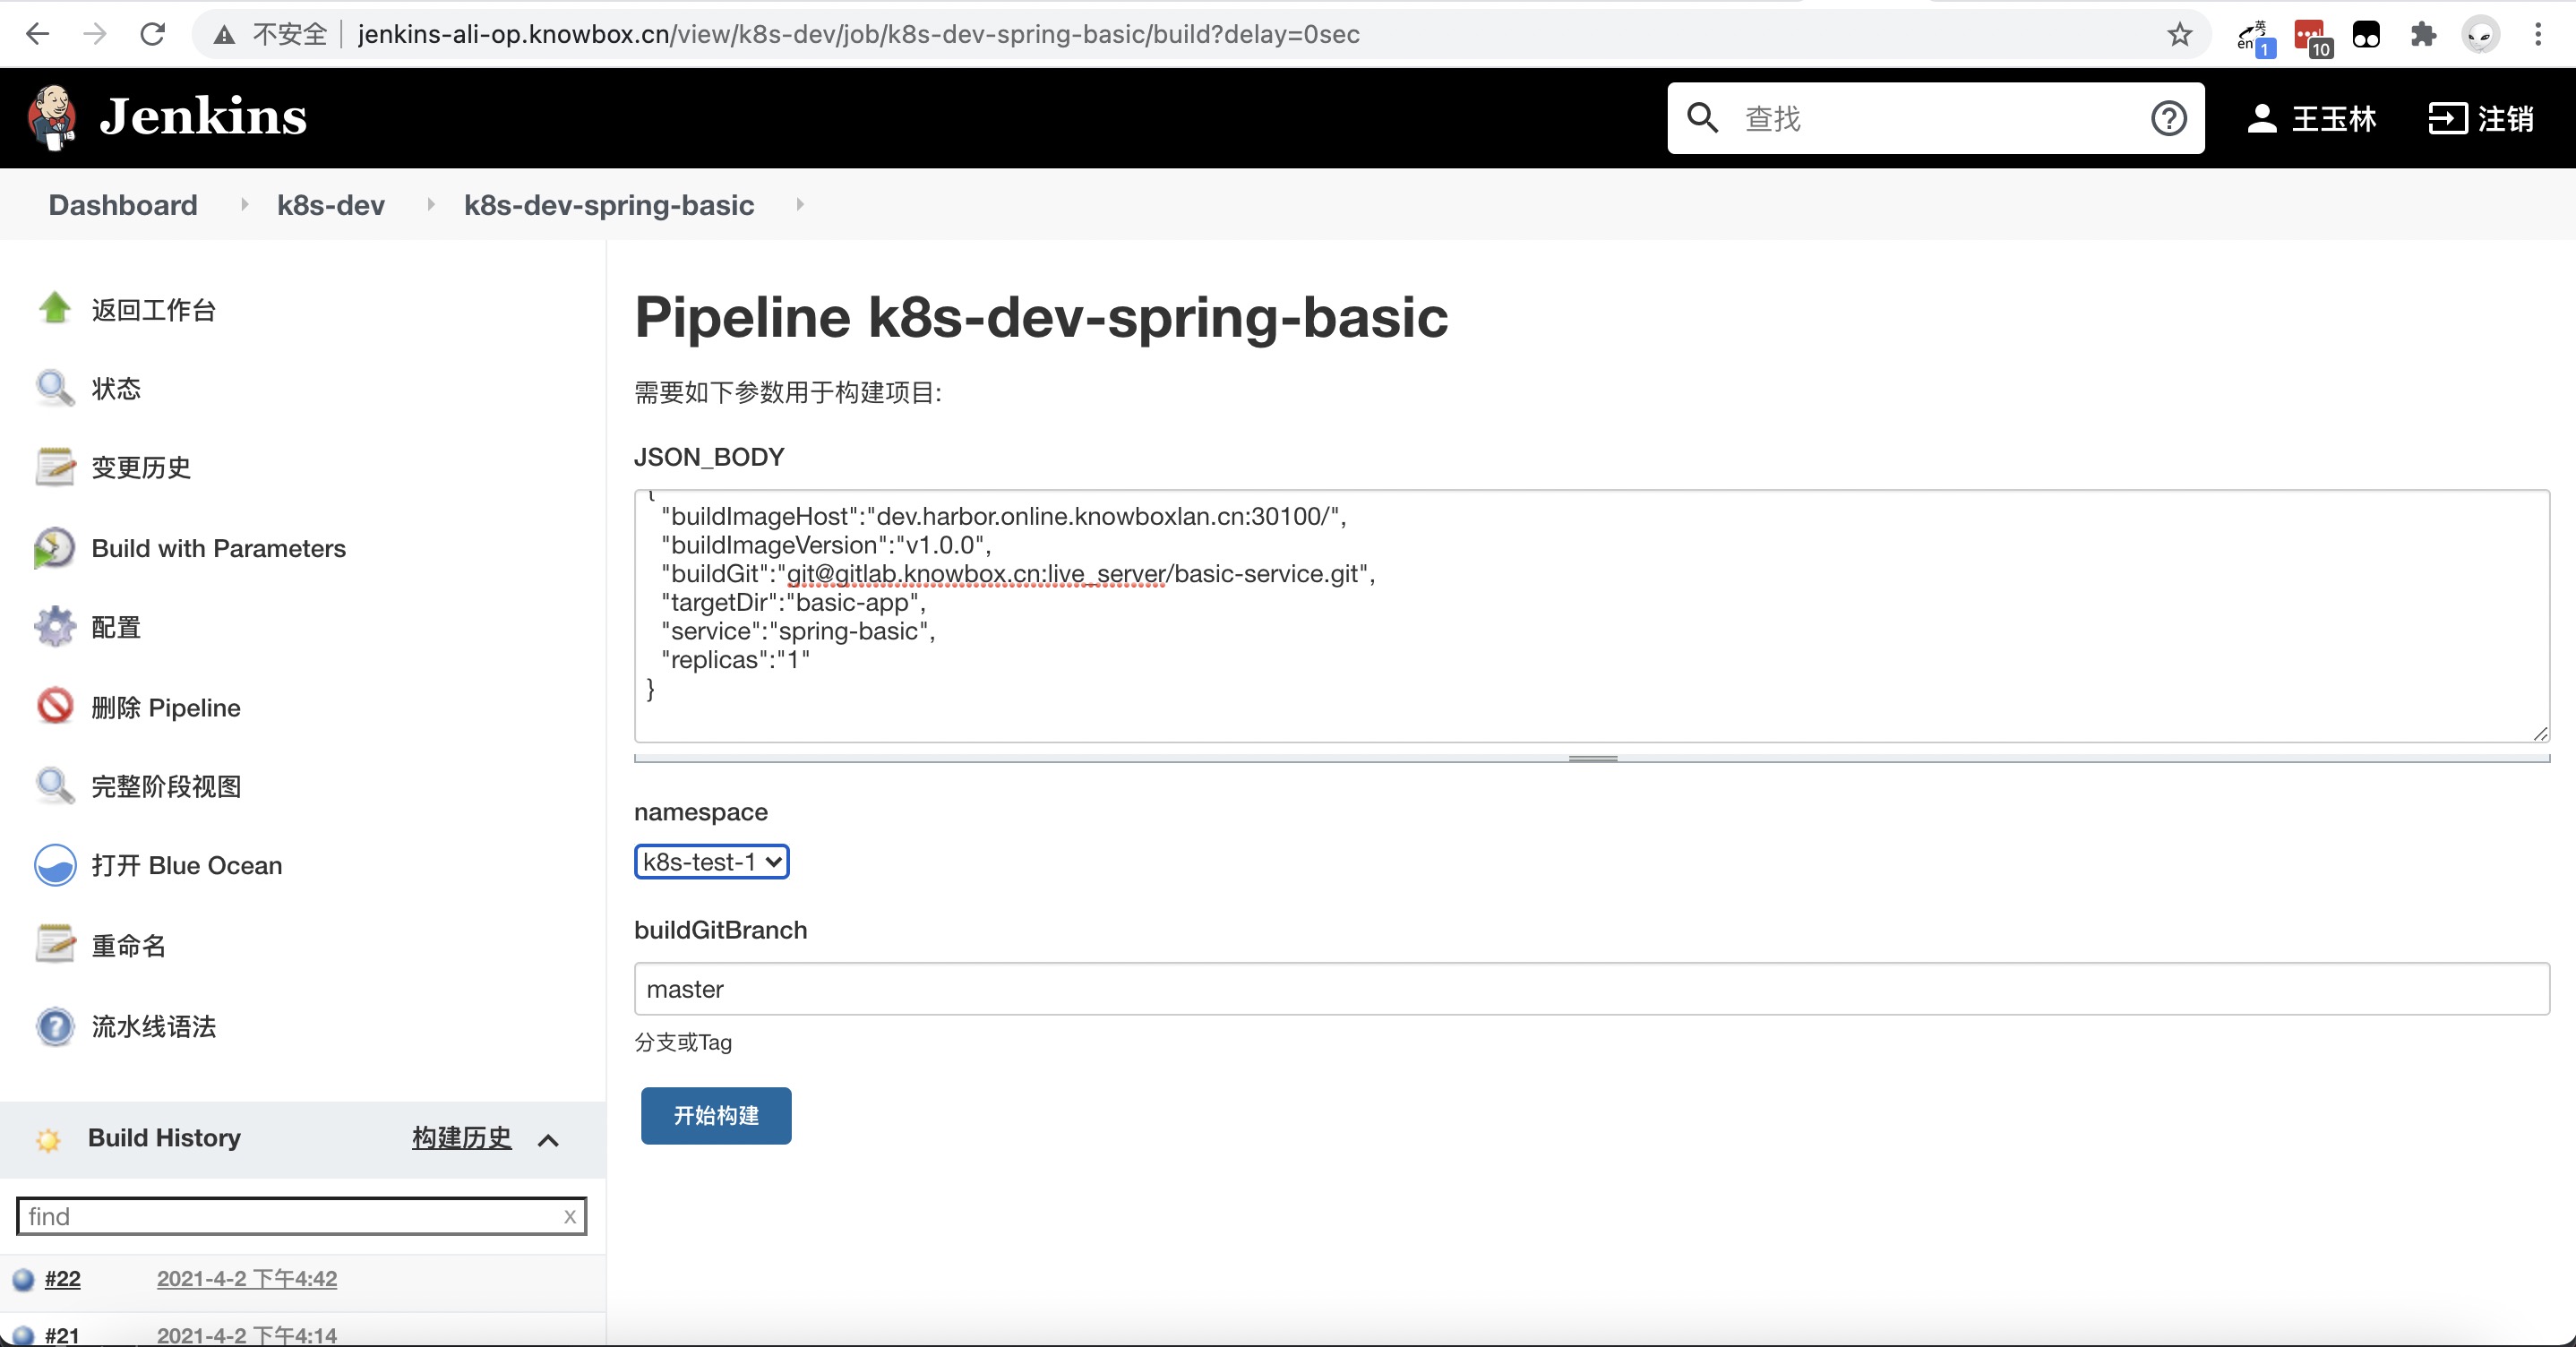 不安全 jenkins-ali-op.knowbox.cn/view/k8s-dev/job/k8s-dev-spring-basic/build?delay=0sec
英
en
1
10
Jenkins
查找
王玉林
注销
Dashboard
k8s-dev
k8s-dev-spring-basic
返回工作台
状态
变更历史
Build with Parameters
配置
删除 Pipeline
完整阶段视图
打开 Blue Ocean
重命名
流水线语法
Build History
构建历史
find
x
#22 2021-4-2 下午4:42
#21 2021-4-2 下午4:14
Pipeline k8s-dev-spring-basic
需要如下参数用于构建项目:
JSON_BODY
{
"buildImageHost":"dev.harbor.online.knowboxlan.cn:30100/",
"buildImageVersion":"v1.0.0",
"buildGit":"git@gitlab.knowbox.cn:live_server/basic-service.git",
"targetDir":"basic-app",
"service":"spring-basic",
"replicas":"1"
}
namespace
k8s-test-1
buildGitBranch
master
分支或Tag
开始构建